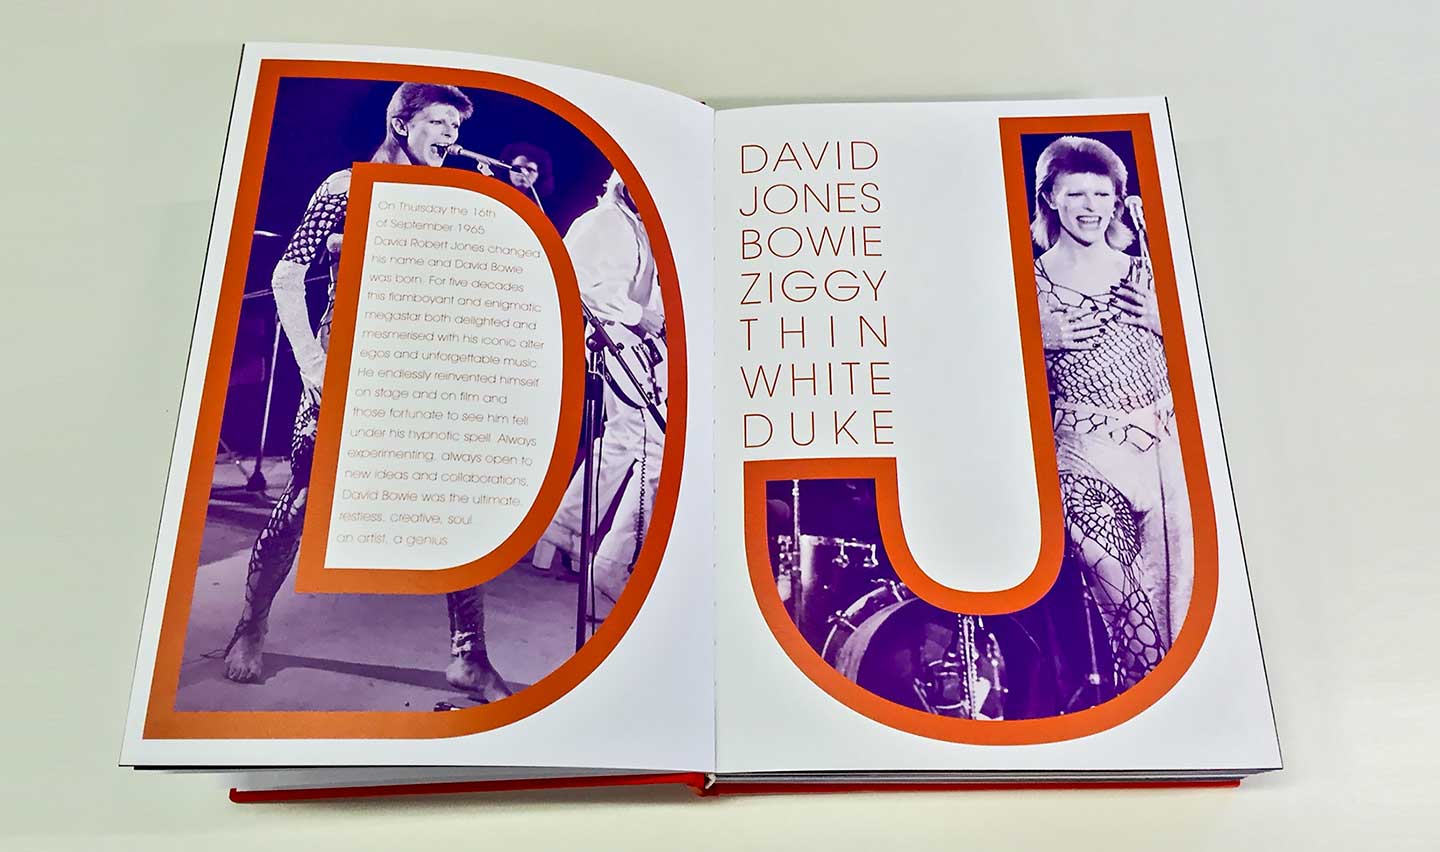 D
On Thursday the 16th
of September 1965
David Robert Jones changed
his name and David Bowie
was born. For five decades
this flamboyant and enigmatic
megastar both delighted and
mesmerised with his iconic alter
egos and unforgettable music.
He endlessly reinvented himself
on stage and on film and
those fortunate to see him fell
under his hypnotic spell. Always
experimenting, always open to
new ideas and collaborations,
David Bowie was the ultimate,
restless, creative, soul
an artist, a genius
J
DAVID
JONES
BOWIE
ZIGGY
THIN
WHITE
DUKE